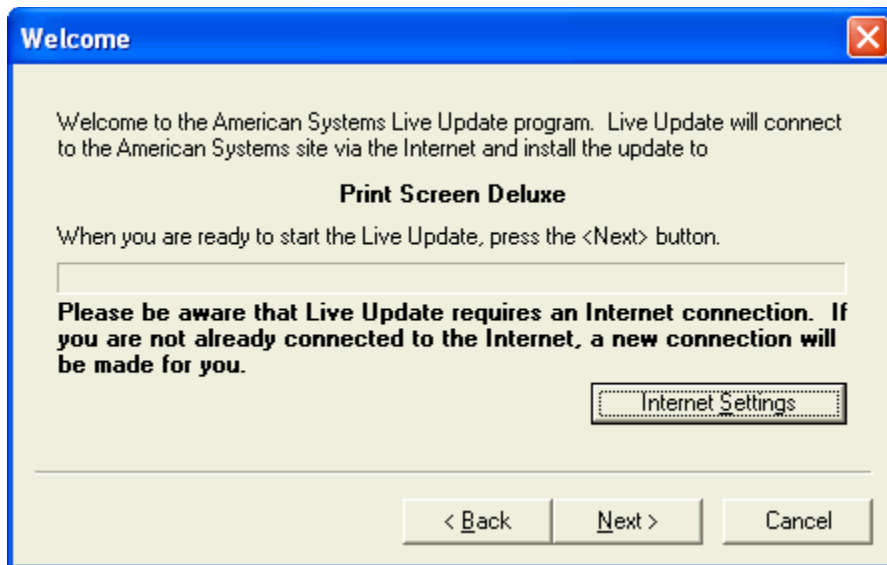 Welcome
Welcome to the American Systems Live Update program.  Live Update will connect
to the American Systems site via the Internet and install the update to
Print Screen Deluxe
When you are ready to start the Live Update, press the <Next> button.
Please be aware that Live Update requires an Internet connection.  If
you are not already connected to the Internet, a new connection will
be made for you.
Internet Settings
< Back
Next >
Cancel